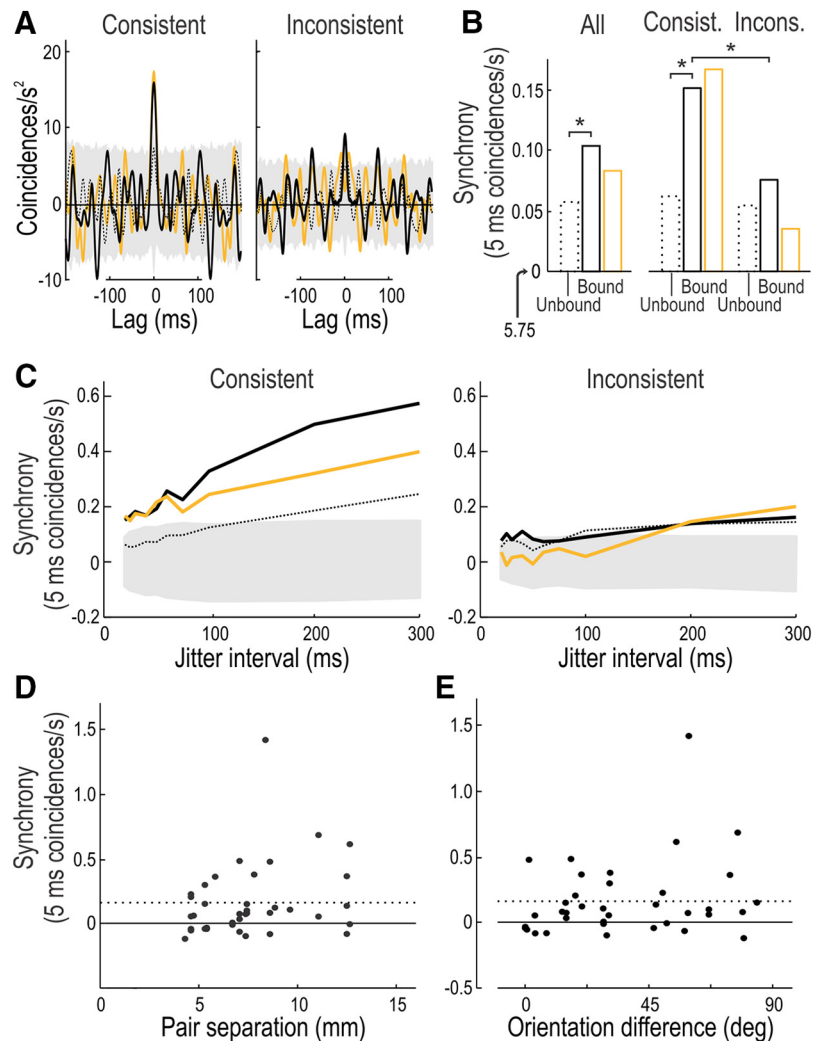 A
Consistent
Inconsistent
Coincidences/s²
20
10
0
-10
-100
0
100
-100
0
100
Lag (ms)
Lag (ms)
B
All
Consist.
Incons.
Synchrony
(5 ms coincidences/s)
*
*
*
0.15
0.10
0.05
0
5.75
Bound
Unbound
Bound
Bound
Unbound
Unbound
C
Consistent
Inconsistent
Synchrony
(5 ms coincidences/s)
0.6
0.4
0.2
0
-0.2
0
100
200
300
Jitter interval (ms)
0.6
0.4
0.2
0
-0.2
0
100
200
300
Jitter interval (ms)
D
Synchrony
(5 ms coincidences/s)
1.5
1.0
0.5
0
0
5
10
15
Pair separation (mm)
E
1.5
1.0
0.5
0
-0.5
0
45
90
Orientation difference (deg)